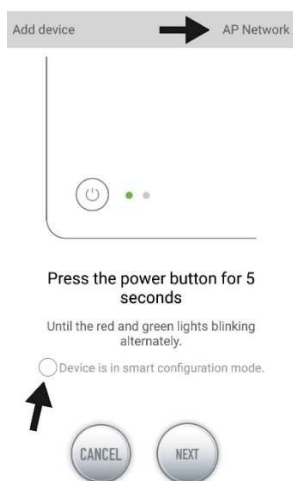 Add device AP Network
Press the power button for 5
seconds
Until the red and green lights blinking
alternately.
Device is in smart configuration mode.
CANCEL NEXT